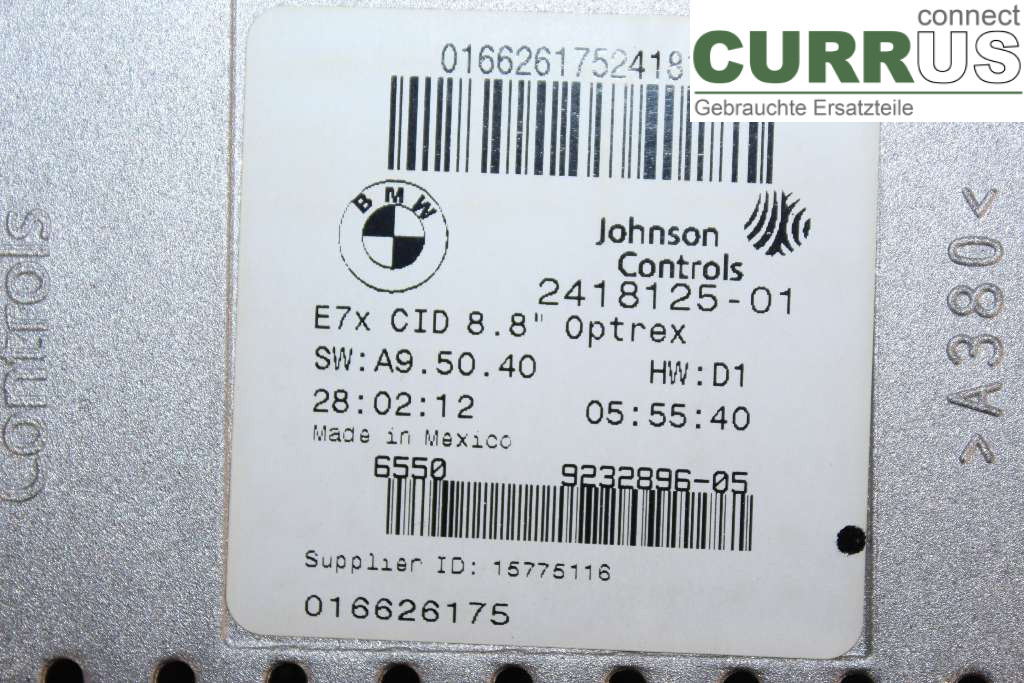 connect
CURRUS
Gebrauchte Ersatzteile
BMW
Johnson
Controls
2418125-01
E7x CID 8.8" Optrex
SW:A9.50.40 HW:D1
28:02:12 05:55:40
Made in Mexico
6550 9232896-05
Supplier ID: 15775116
016626175
Controls
>A380<